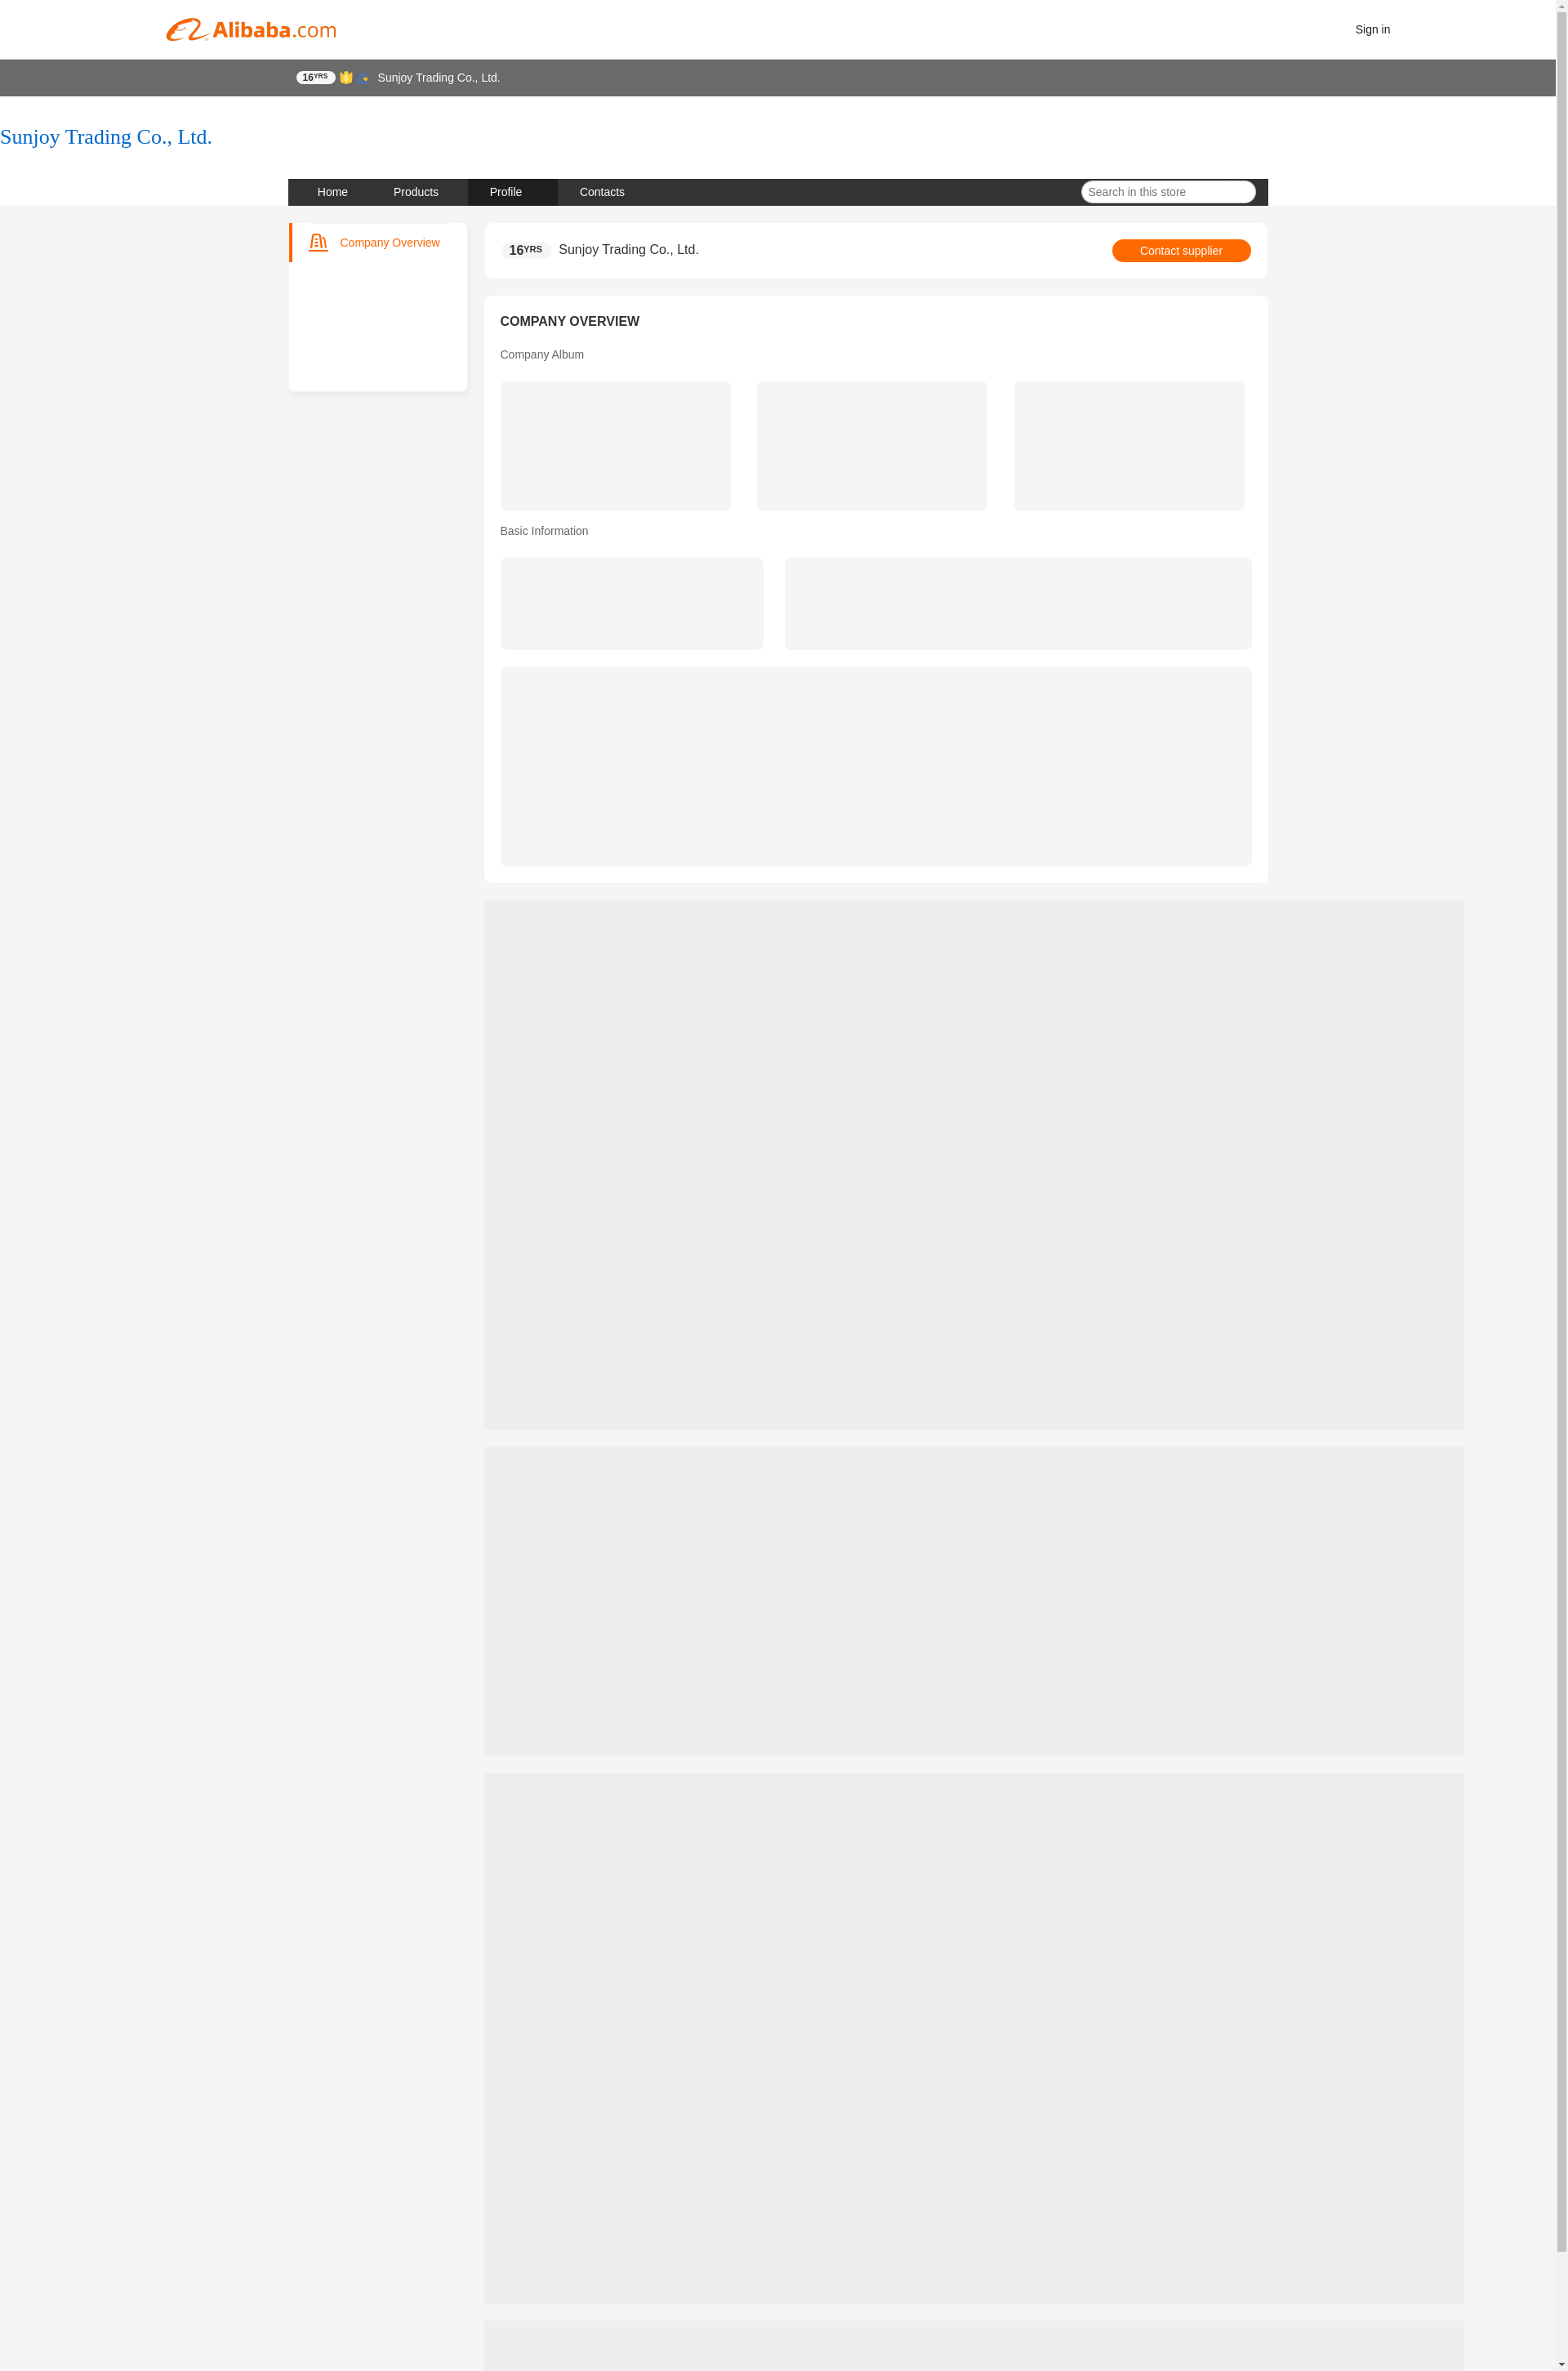 Alibaba.com
Sign in
16YRS Sunjoy Trading Co., Ltd.
Sunjoy Trading Co., Ltd.
Home Products Profile Contacts Search in this store
Company Overview
16YRS Sunjoy Trading Co., Ltd. Contact supplier
COMPANY OVERVIEW
Company Album
Basic Information